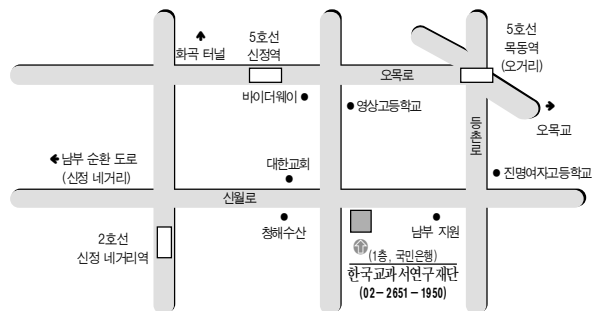 5호선
신정역
5호선
목동역
(오거리)
화곡 터널
오목로
바이더웨이
영상고등학교
오목교
등촌로
남부 순환 도로
(신정 네거리)
대한교회
진명여자고등학교
신월로
청해수산
남부 지원
2호선
신정 네거리역
(1층, 국민은행)
한국교과서연구재단
(02-2651-1950)